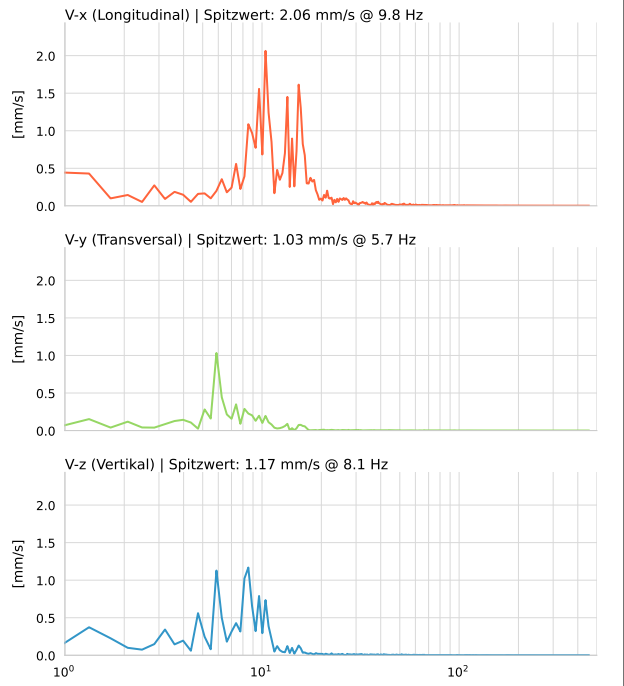 V-x (Longitudinal) | Spitzwert: 2.06 mm/s @ 9.8 Hz
2.0
1.5
[mm/s]
1.0
0.5
0.0
V-y (Transversal) | Spitzwert: 1.03 mm/s @ 5.7 Hz
2.0
1.5
[mm/s]
1.0
0.5
0.0
V-z (Vertikal) | Spitzwert: 1.17 mm/s @ 8.1 Hz
2.0
1.5
[mm/s]
1.0
0.5
0.0
10⁰ 10¹ 10²